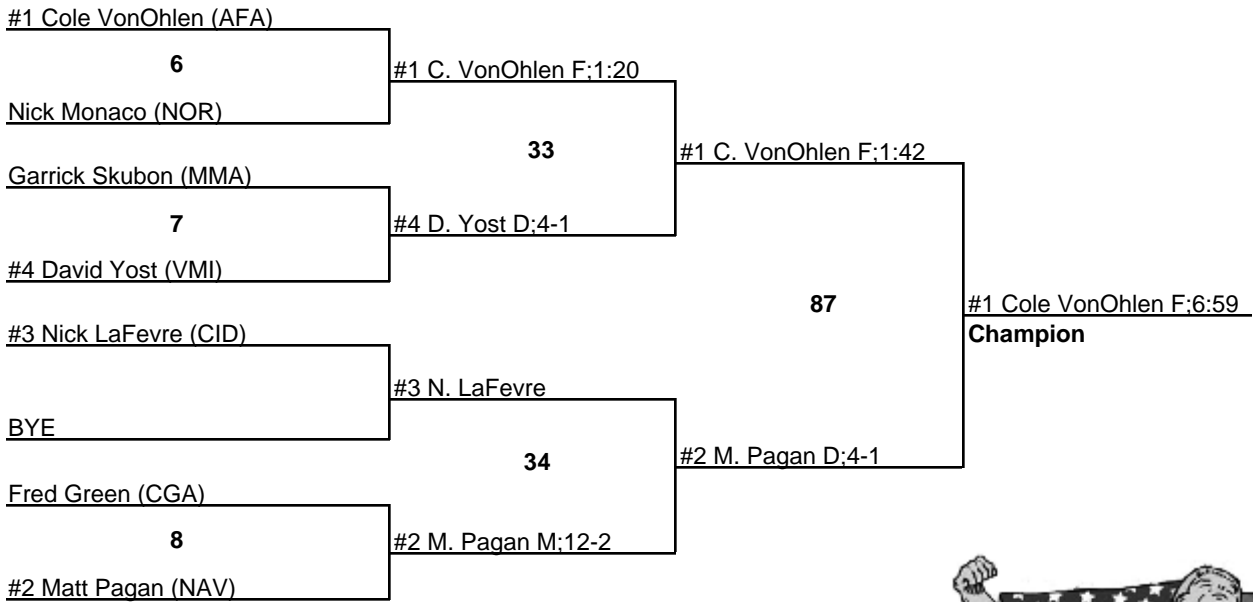 #1 Cole VonOhlen (AFA)
6
#1 C. VonOhlen F;1:20
Nick Monaco (NOR)
33
#1 C. VonOhlen F;1:42
Garrick Skubon (MMA)
7
#4 D. Yost D;4-1
#4 David Yost (VMI)
87
#1 Cole VonOhlen F;6:59
Champion
#3 Nick LaFevre (CID)
#3 N. LaFevre
BYE
34
#2 M. Pagan D;4-1
Fred Green (CGA)
8
#2 M. Pagan M;12-2
#2 Matt Pagan (NAV)